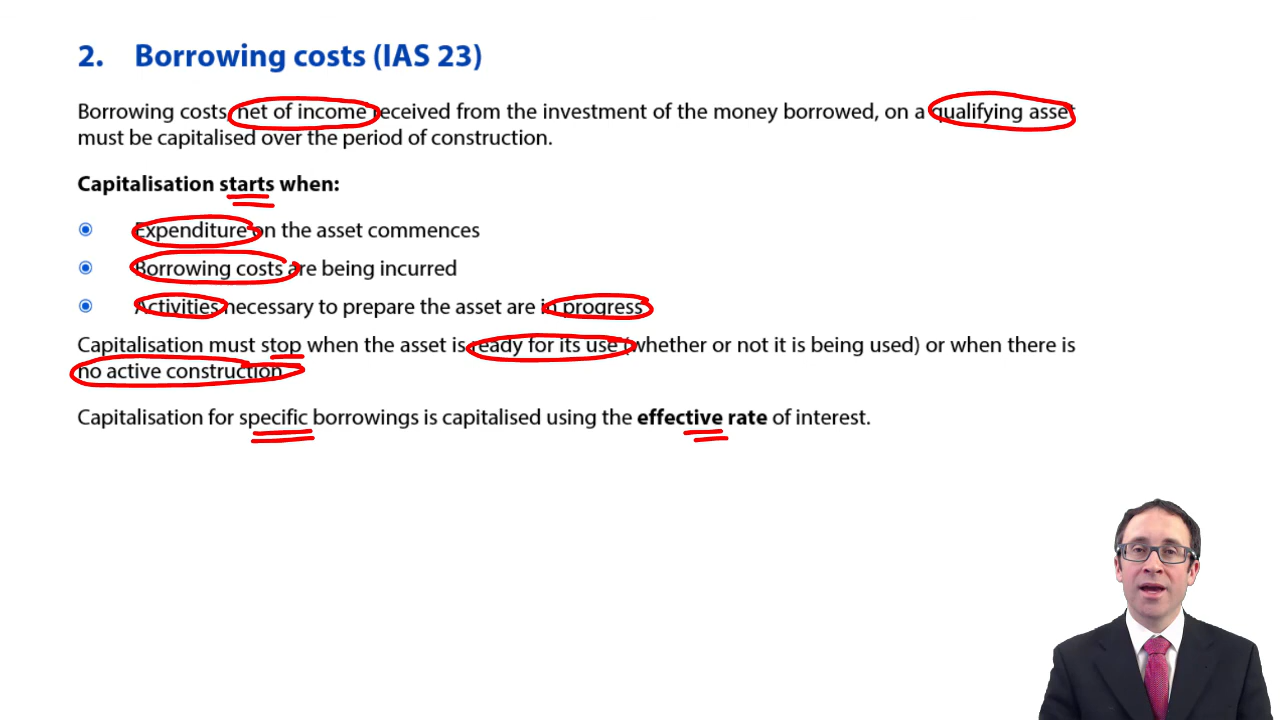 2. Borrowing costs (IAS 23)
Borrowing costs, net of income received from the investment of the money borrowed, on a qualifying asset
must be capitalised over the period of construction.
Capitalisation starts when:
Expenditure on the asset commences
Borrowing costs are being incurred
Activities necessary to prepare the asset are in progress
Capitalisation must stop when the asset is ready for its use (whether or not it is being used) or when there is
no active construction.
Capitalisation for specific borrowings is capitalised using the effective rate of interest.